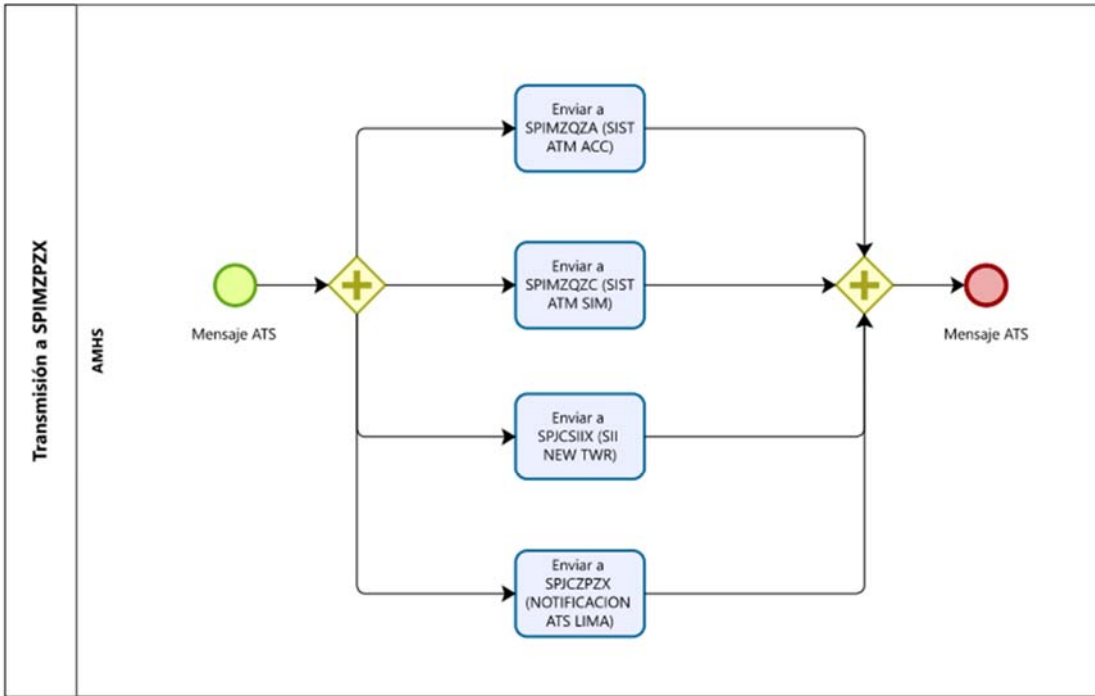 Transmisión a SPIMZPZX
AMHS
Mensaje ATS
Enviar a
SPIMZQZA (SIST
ATM ACC)
Enviar a
SPIMZQZC (SIST
ATM SIM)
Enviar a
SPJCSIIX (SII
NEW TWR)
Enviar a
SPJCZPZX
(NOTIFICACION
ATS LIMA)
Mensaje ATS